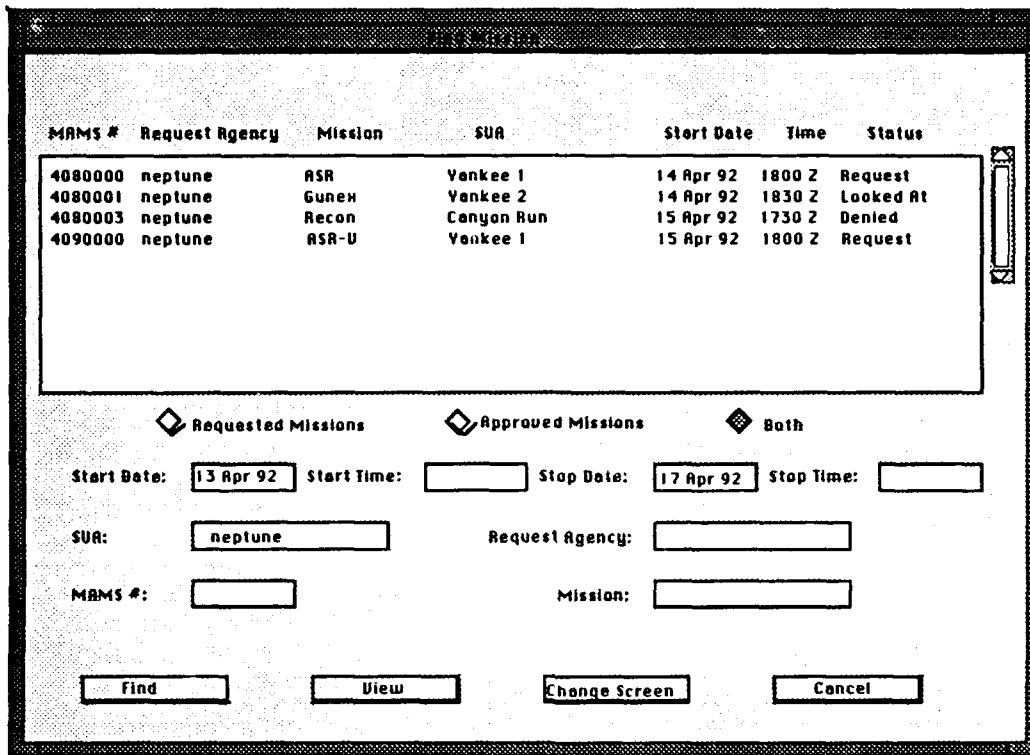 Find Mission
MAMS # Request Agency Mission SUA Start Date Time Status
4080000 neptune ASR Yankee 1 14 Apr 92 1800 Z Request
4080001 neptune Gunex Yankee 2 14 Apr 92 1830 Z Looked At
4080003 neptune Recon Canyon Run 15 Apr 92 1730 Z Denied
4090000 neptune ASR-U Yankee 1 15 Apr 92 1800 Z Request
Requested Missions Approved Missions Both
Start Date: 13 Apr 92 Start Time: Stop Date: 17 Apr 92 Stop Time:
SUA: neptune Request Agency:
MAMS #: Mission:
Find View Change Screen Cancel